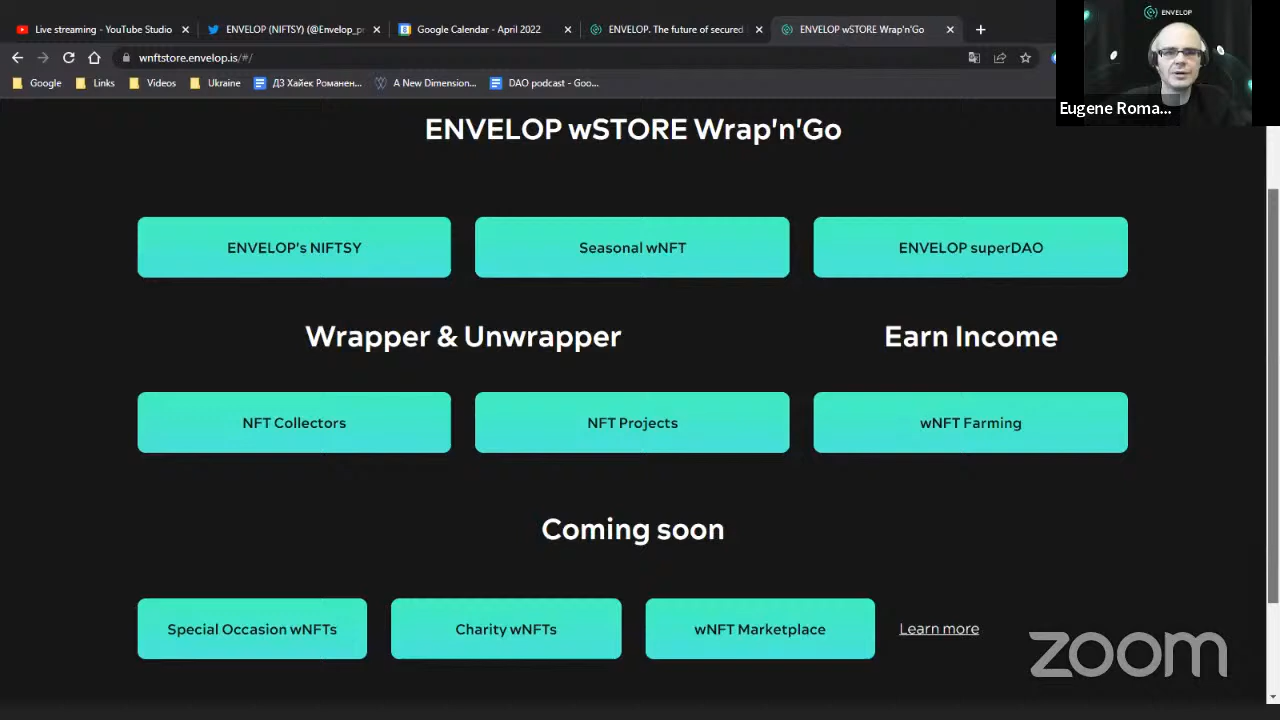 Live streaming - YouTube Studio
ENVELOP (NIFTSY) (@Envelop_pr
Google Calendar - April 2022
ENVELOP. The future of secured
ENVELOP wSTORE Wrap'n'Go
wnftstore.envelop.is/#/
Google
Links
Videos
Ukraine
ДЗ Хайек Романен...
A New Dimension...
DAO podcast - Goo...
ENVELOP
Eugene Roma...
ENVELOP wSTORE Wrap'n'Go
ENVELOP's NIFTSY
Seasonal wNFT
ENVELOP superDAO
Wrapper & Unwrapper
Earn Income
NFT Collectors
NFT Projects
wNFT Farming
Coming soon
Special Occasion wNFTs
Charity wNFTs
wNFT Marketplace
Learn more
zoom